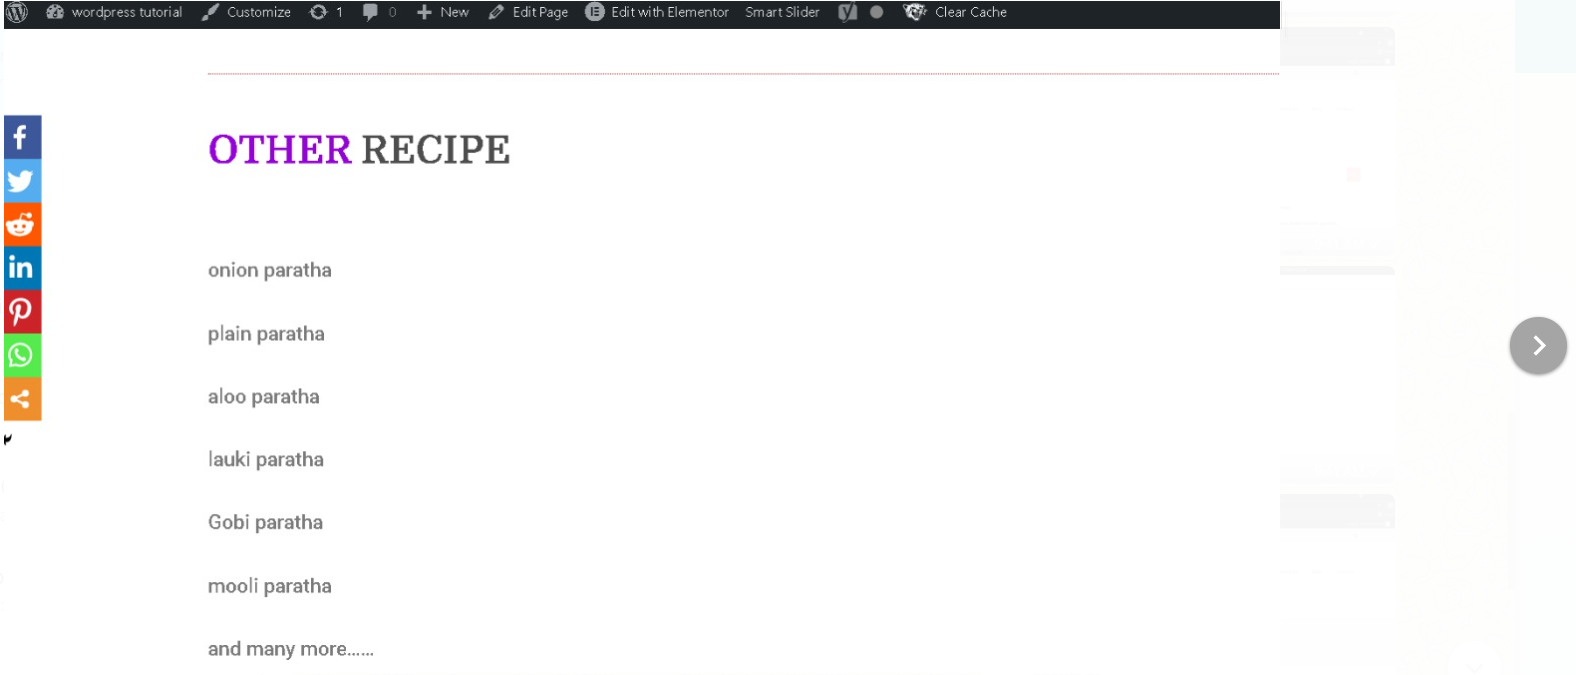 wordpress tutorial Customize 1 0 New Edit Page Edit with Elementor Smart Slider Clear Cache
OTHER RECIPE
onion paratha
plain paratha
aloo paratha
lauki paratha
Gobi paratha
mooli paratha
and many more......